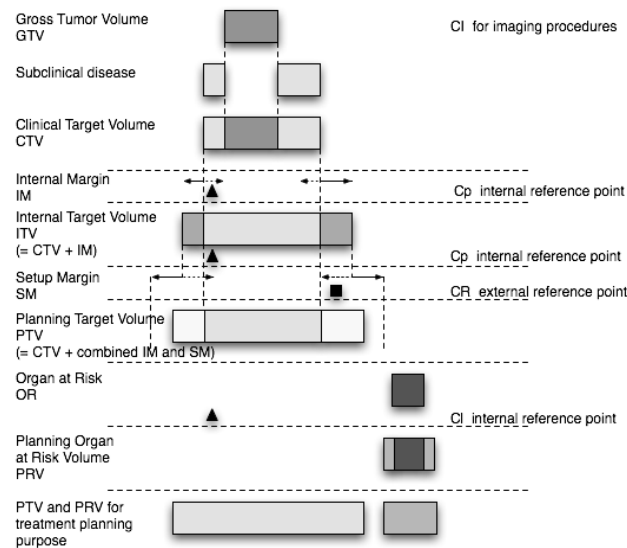 Gross Tumor Volume
GTV
CI for imaging procedures
Subclinical disease
Clinical Target Volume
CTV
Internal Margin
IM
Cp internal reference point
Internal Target Volume
ITV
(= CTV + IM)
Cp internal reference point
Setup Margin
SM
CR external reference point
Planning Target Volume
PTV
(= CTV + combined IM and SM)
Organ at Risk
OR
CI internal reference point
Planning Organ
at Risk Volume
PRV
PTV and PRV for
treatment planning
purpose